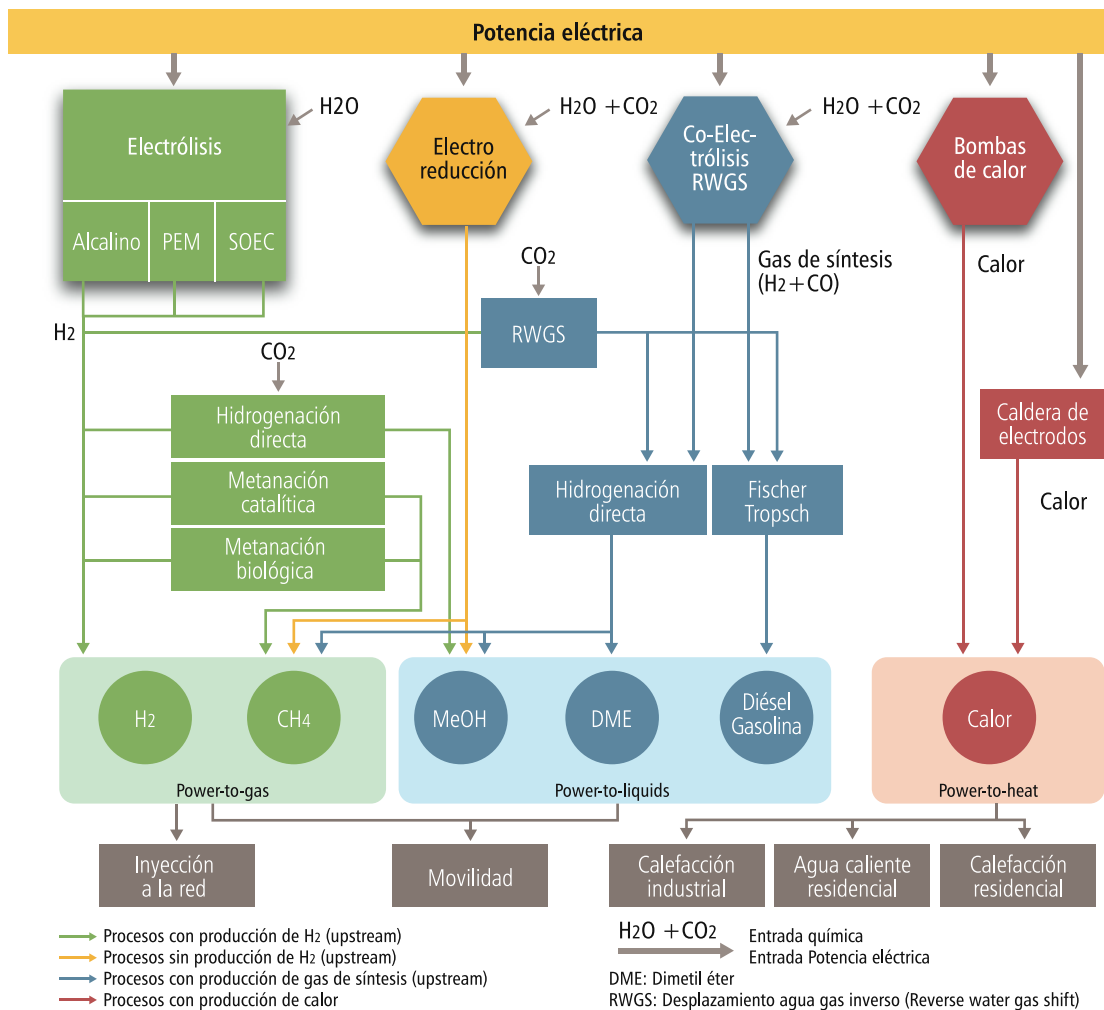 Potencia eléctrica
H2O
H2O +CO2
H2O +CO2
Electrólisis
Alcalino
PEM
SOEC
Electro
reducción
Co-Elec-
trólisis
RWGS
Bombas
de calor
Gas de síntesis
(H2+CO)
Calor
CO2
H2
RWGS
CO2
Hidrogenación
directa
Metanación
catalítica
Metanación
biológica
Hidrogenación
directa
Fischer
Tropsch
Caldera de
electrodos
Calor
H2
CH4
MeOH
DME
Diésel
Gasolina
Calor
Power-to-gas
Power-to-liquids
Power-to-heat
Inyección
a la red
Movilidad
Calefacción
industrial
Agua caliente
residencial
Calefacción
residencial
Procesos con producción de H2 (upstream)
Procesos sin producción de H2 (upstream)
Procesos con producción de gas de síntesis (upstream)
Procesos con producción de calor
H2O +CO2
Entrada química
Entrada Potencia eléctrica
DME: Dimetil éter
RWGS: Desplazamiento agua gas inverso (Reverse water gas shift)